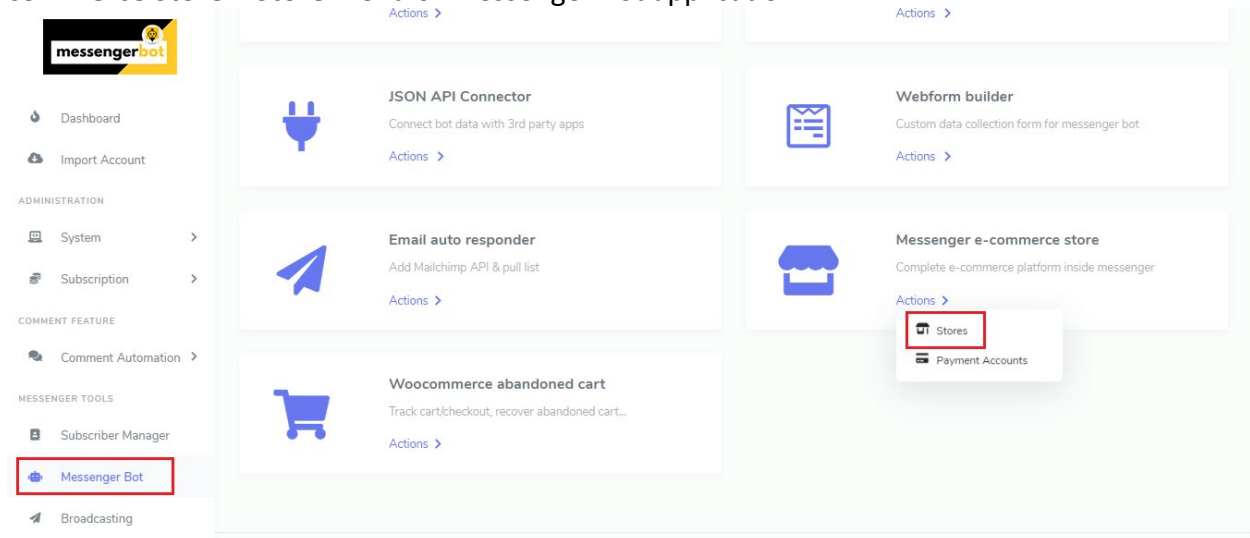 Actions >
Actions >
messengerbot
Dashboard
Import Account
ADMINISTRATION
System >
Subscription >
COMMENT FEATURE
Comment Automation >
MESSENGER TOOLS
Subscriber Manager
Messenger Bot
Broadcasting
JSON API Connector
Connect bot data with 3rd party apps
Actions >
Webform builder
Custom data collection form for messenger bot
Actions >
Email auto responder
Add Mailchimp API & pull list
Actions >
Messenger e-commerce store
Complete e-commerce platform inside messenger
Actions >
Stores
Payment Accounts
Woocommerce abandoned cart
Track cart/checkout, recover abandoned cart...
Actions >